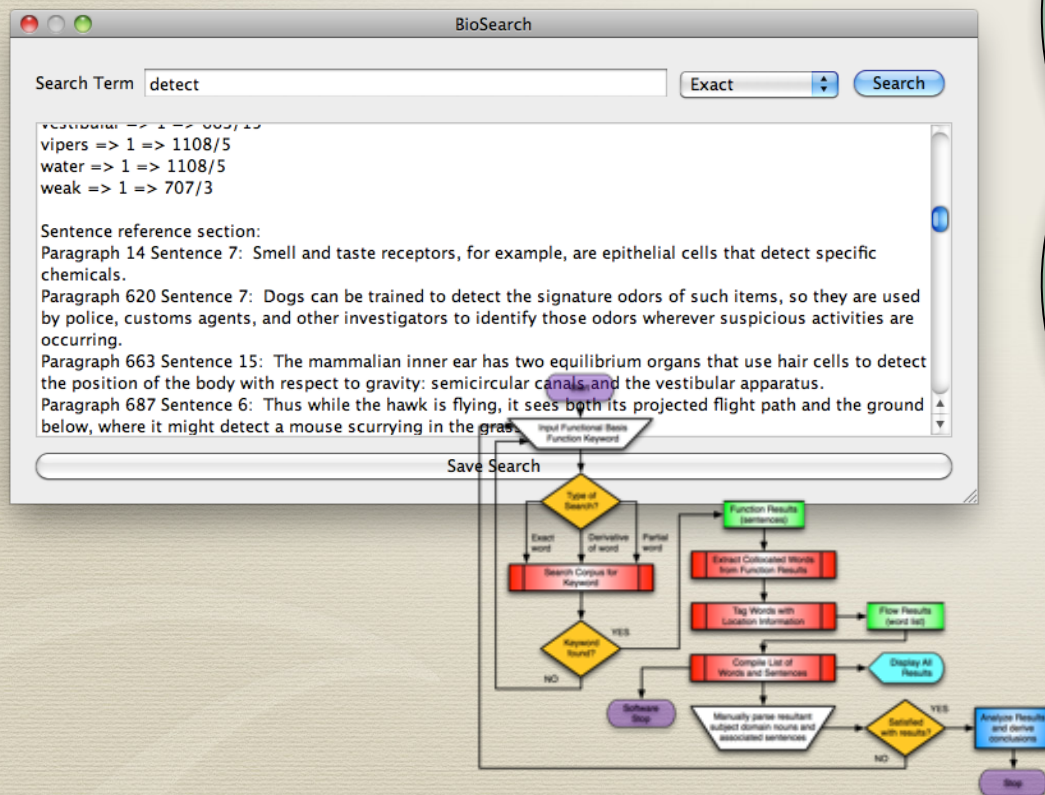 BioSearch
Search Term detect Exact Search
vestibular => 1 => 663/15
vipers => 1 => 1108/5
water => 1 => 1108/5
weak => 1 => 707/3
Sentence reference section:
Paragraph 14 Sentence 7:  Smell and taste receptors, for example, are epithelial cells that detect specific
chemicals.
Paragraph 620 Sentence 7:  Dogs can be trained to detect the signature odors of such items, so they are used
by police, customs agents, and other investigators to identify those odors wherever suspicious activities are
occurring.
Paragraph 663 Sentence 15:  The mammalian inner ear has two equilibrium organs that use hair cells to detect
the position of the body with respect to gravity: semicircular canals and the vestibular apparatus.
Paragraph 687 Sentence 6:  Thus while the hawk is flying, it sees both its projected flight path and the ground
below, where it might detect a mouse scurrying in the
Save Search
Input Functional Basis
Function Keyword
Type of
Search?
Exact
word
Derivative
of word
Partial
word
Search Corpus for
Keyword
Keyword
found?
YES
NO
Function Results
(sentences)
Extract Collocated Words
from Function Results
Tag Words with
Location Information
Flow Results
(word list)
Compile List of
Words and Sentences
Display All
Results
Software
Stop
Manually parse resultant
subject domain nouns and
associated sentences
Satisfied
with results?
YES
NO
Analyze Results
and derive
conclusions
Stop